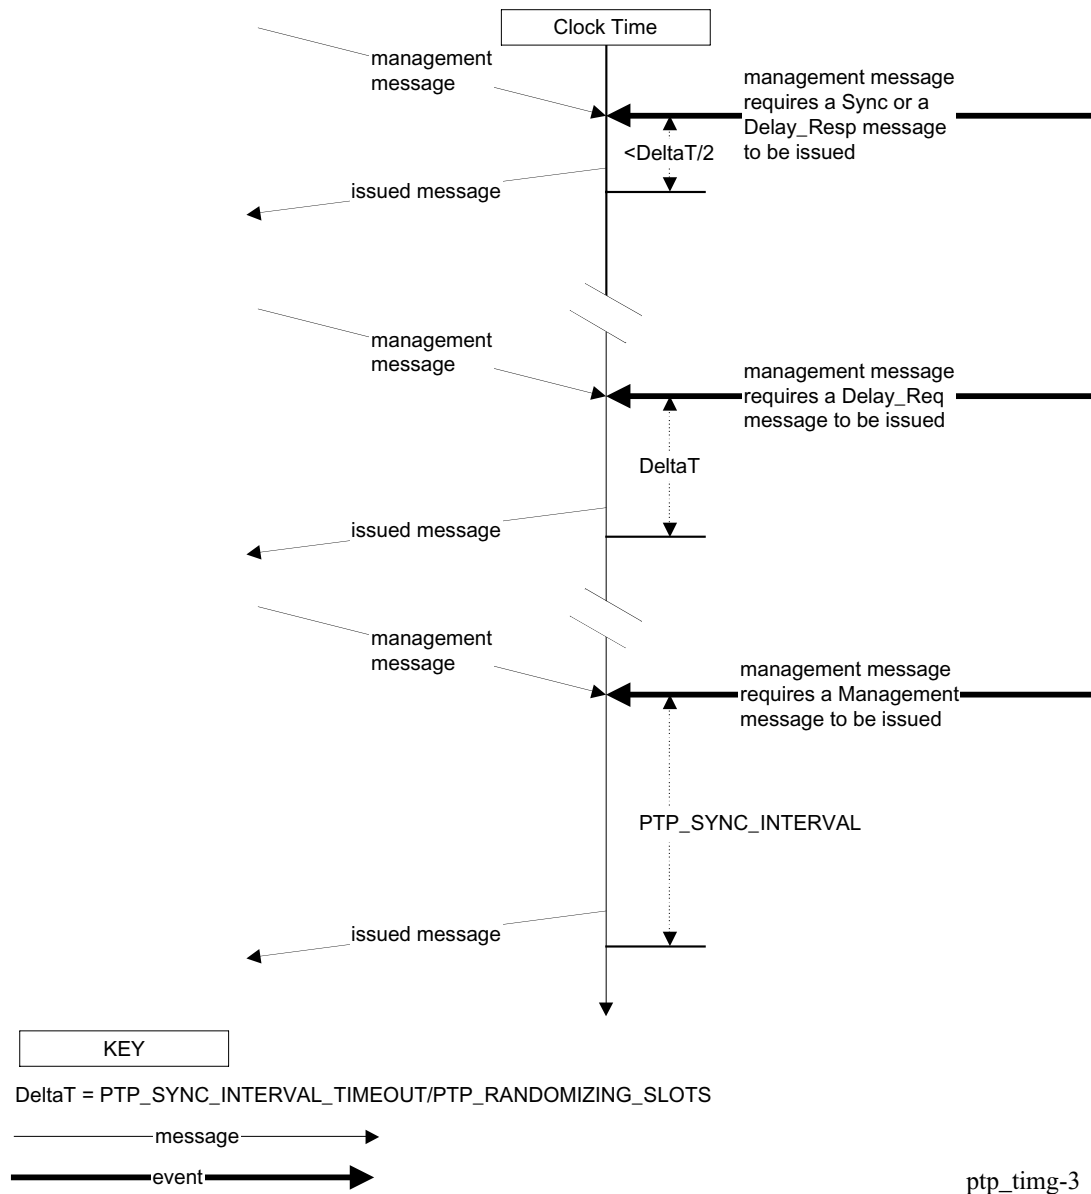 Clock Time
management
message
management message
requires a Sync or a
Delay_Resp message
to be issued
<DeltaT/2
issued message
management
message
management message
requires a Delay_Req
message to be issued
DeltaT
issued message
management
message
management message
requires a Management
message to be issued
PTP_SYNC_INTERVAL
issued message
KEY
DeltaT = PTP_SYNC_INTERVAL_TIMEOUT/PTP_RANDOMIZING_SLOTS
message
event
ptp_timg-3